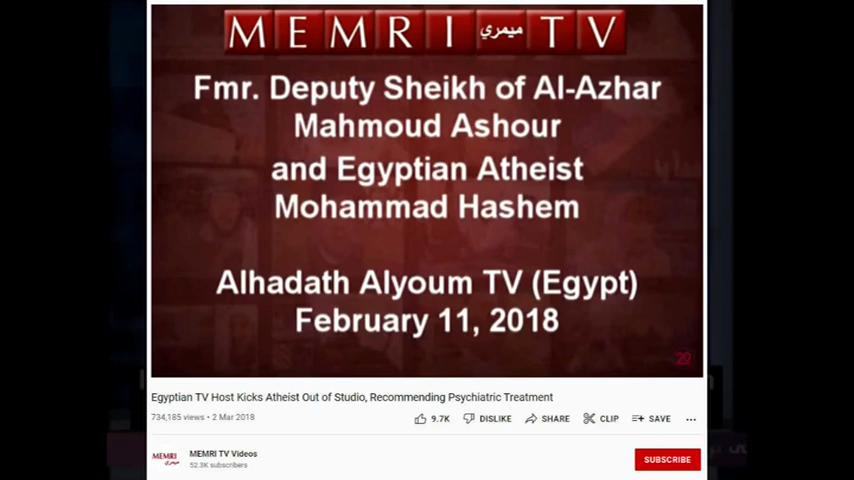 MEMRI ميمري TV
Fmr. Deputy Sheikh of Al-Azhar
Mahmoud Ashour
and Egyptian Atheist
Mohammad Hashem
Alhadath Alyoum TV (Egypt)
February 11, 2018
Egyptian TV Host Kicks Atheist Out of Studio, Recommending Psychiatric Treatment
734,185 views • 2 Mar 2018
9.7K DISLIKE SHARE CLIP SAVE ...
MEMRI ميمري
MEMRI TV Videos
52.3K subscribers
SUBSCRIBE